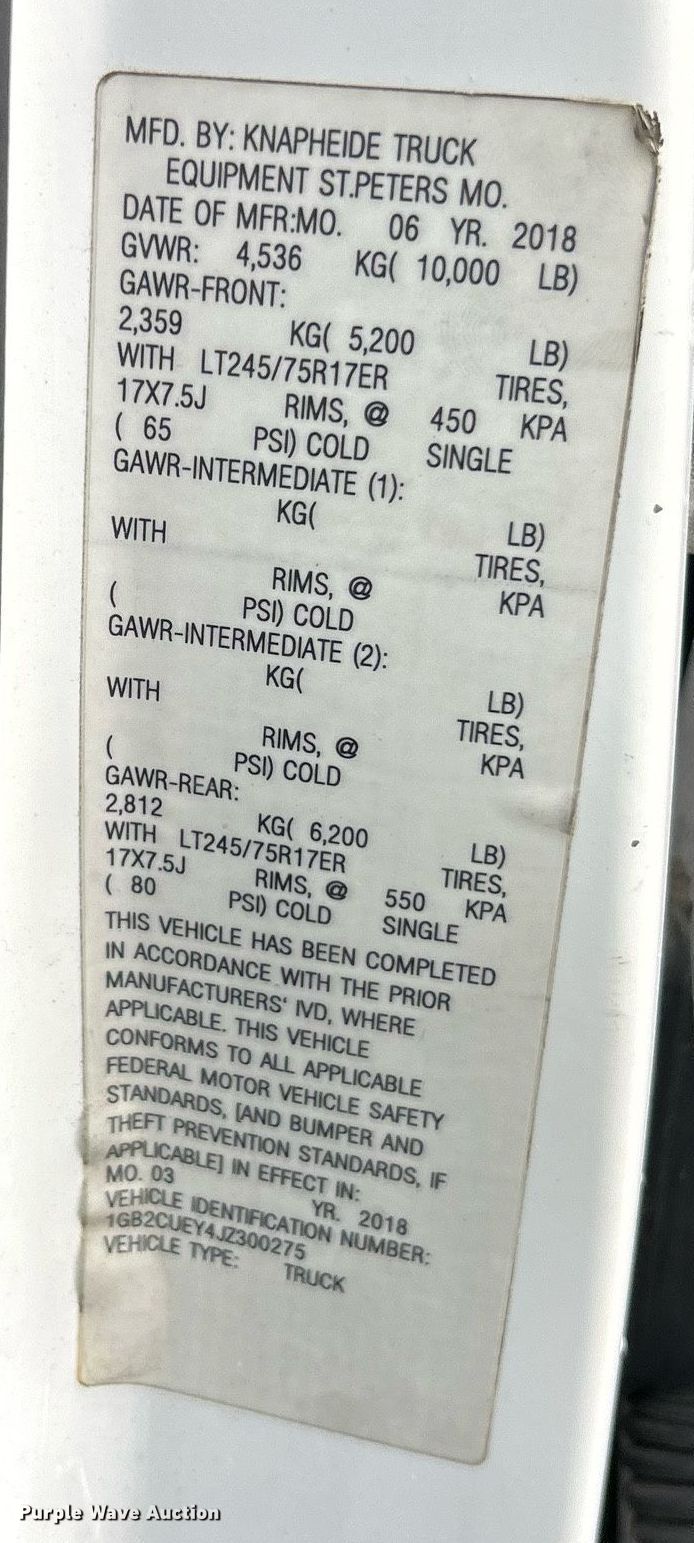 MFD. BY: KNAPHEIDE TRUCK
EQUIPMENT ST.PETERS MO.
DATE OF MFR:MO. 06 YR. 2018
GVWR: 4,536 KG( 10,000 LB)
GAWR-FRONT:
2,359 KG( 5,200 LB)
WITH LT245/75R17ER TIRES,
17X7.5J RIMS, @ 450 KPA
( 65 PSI) COLD SINGLE
GAWR-INTERMEDIATE (1):
KG( LB)
WITH TIRES,
RIMS, @ KPA
( PSI) COLD
GAWR-INTERMEDIATE (2):
KG( LB)
WITH TIRES,
RIMS, @ KPA
( PSI) COLD
GAWR-REAR:
2,812 KG( 6,200 LB)
WITH LT245/75R17ER TIRES,
17X7.5J RIMS, @ 550 KPA
( 80 PSI) COLD SINGLE
THIS VEHICLE HAS BEEN COMPLETED
IN ACCORDANCE WITH THE PRIOR
MANUFACTURERS' IVD, WHERE
APPLICABLE. THIS VEHICLE
CONFORMS TO ALL APPLICABLE
FEDERAL MOTOR VEHICLE SAFETY
STANDARDS, [AND BUMPER AND
THEFT PREVENTION STANDARDS, IF
APPLICABLE] IN EFFECT IN:
MO. 03 YR. 2018
VEHICLE IDENTIFICATION NUMBER:
1GB2CUEY4JZ300275
VEHICLE TYPE: TRUCK
Purple Wave Auction